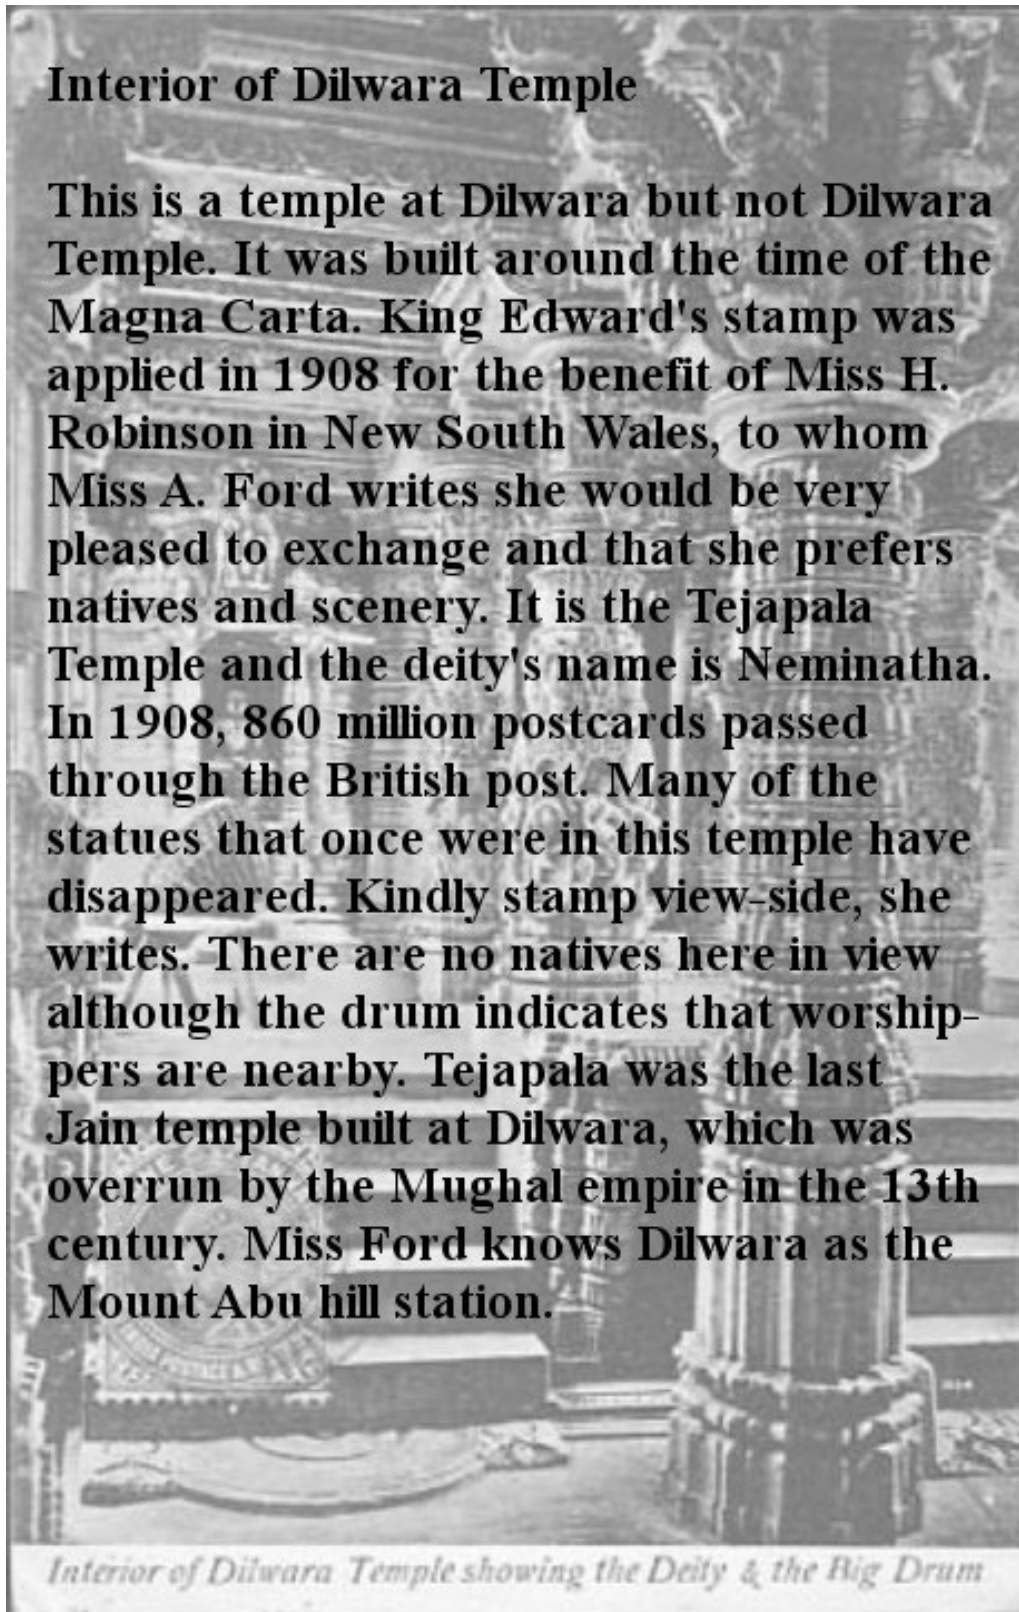 Interior of Dilwara Temple
This is a temple at Dilwara but not Dilwara
Temple. It was built around the time of the
Magna Carta. King Edward's stamp was
applied in 1908 for the benefit of Miss H.
Robinson in New South Wales, to whom
Miss A. Ford writes she would be very
pleased to exchange and that she prefers
natives and scenery. It is the Tejapala
Temple and the deity's name is Neminatha.
In 1908, 860 million postcards passed
through the British post. Many of the
statues that once were in this temple have
disappeared. Kindly stamp view-side, she
writes. There are no natives here in view
although the drum indicates that worship-
pers are nearby. Tejapala was the last
Jain temple built at Dilwara, which was
overrun by the Mughal empire in the 13th
century. Miss Ford knows Dilwara as the
Mount Abu hill station.
Interior of Dilwara Temple showing the Deity & the Big Drum